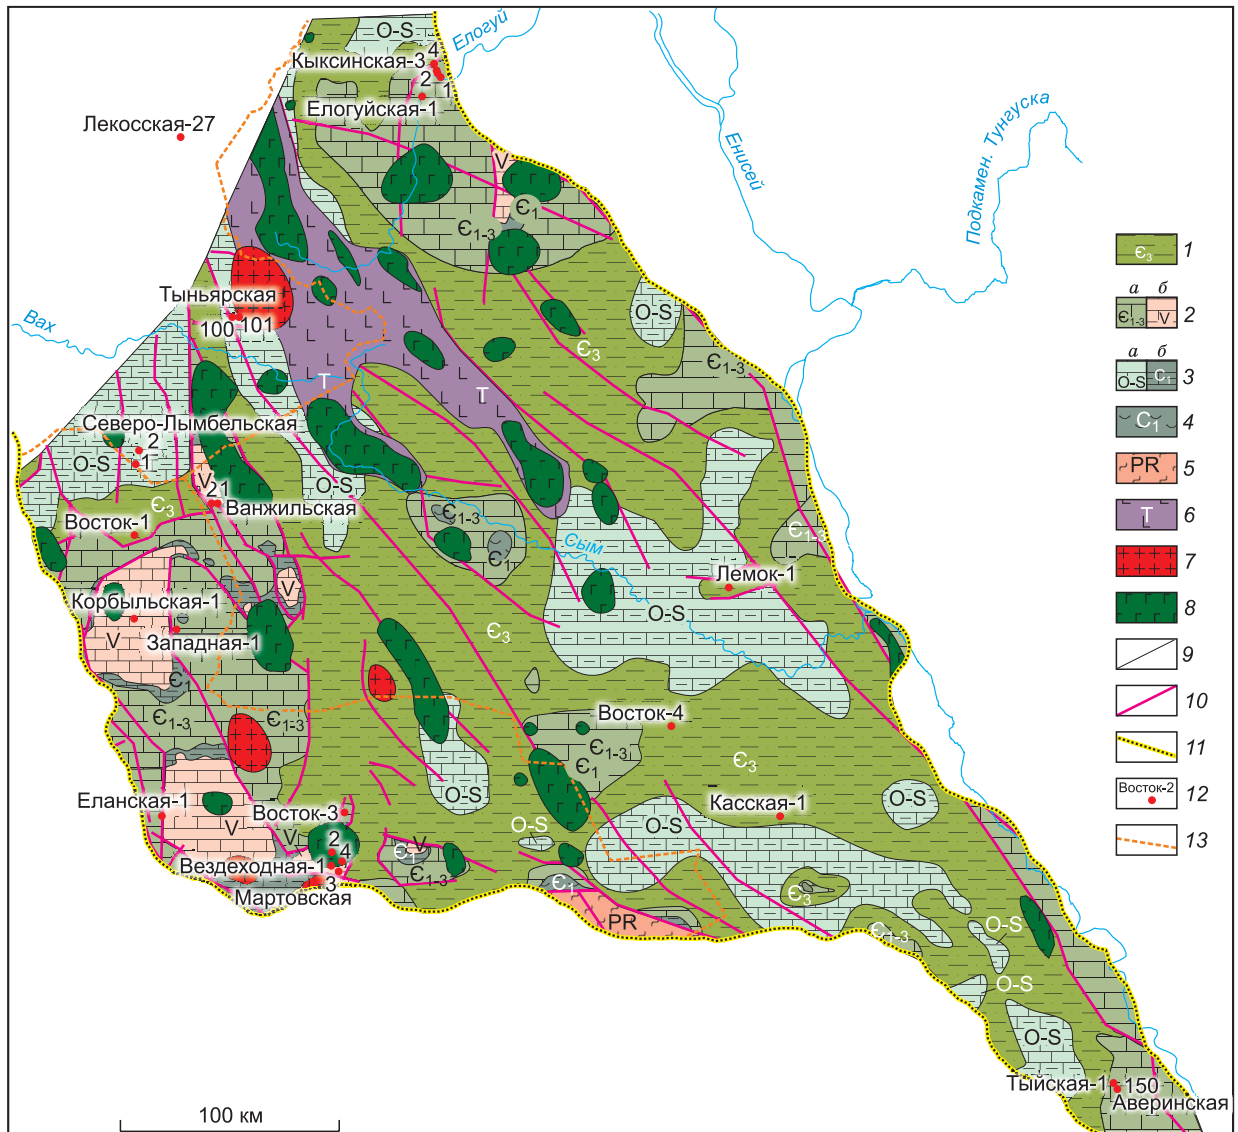 O-S
Елогуй
4
Кыксинская-3
2
1
Елогуйская-1
Лекосская-27
Енисей
Подкамен. Тунгуска
V
Є1
Є1-3
Тыньярская
100
101
Вах
O-S
Є3
Є1-3
T
T
Северо-Лымбельская
2
1
O-S
V
21
Ванжильская
O-S
Є3
Восток-1
Є1-3
Є1
Є1-3
Сым
Лемок-1
Корбыльская-1
V
O-S
Западная-1
V
Є3
Є1
Є1-3
Є1-3
Восток-4
Є1-3
Є1
Є3
Еланская-1
Восток-3
O-S
Касская-1
O-S
V
V
2
4
O-S
O-S
V
Є1
Є1-3
Вездеходная-1
3
Мартовская
Є1
Є3
PR
Є1-3
O-S
O-S
O-S
Тыйская-1
150
Аверинская
100 км
Є3 1
а б
Є1-3 V 2
а б
O-S C1 3
C1 4
PR 5
T 6
7
8
9
10
11
Восток-2 12
13